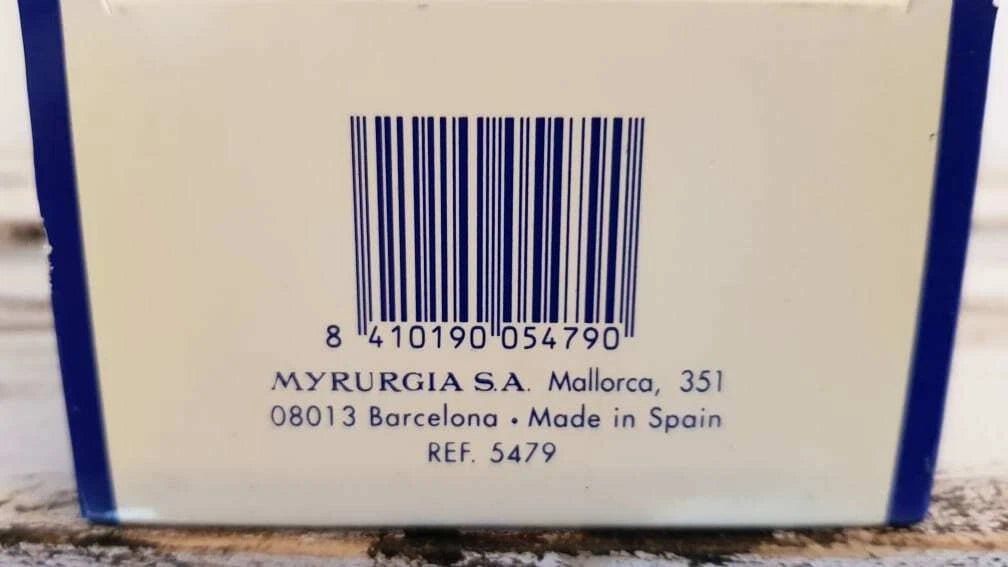 8 410190 054790
MYRURGIA S.A. Mallorca, 351
08013 Barcelona • Made in Spain
REF. 5479